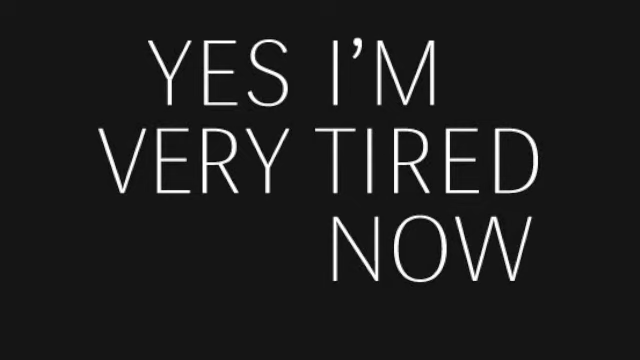 YES I’M
VERY TIRED
NOW